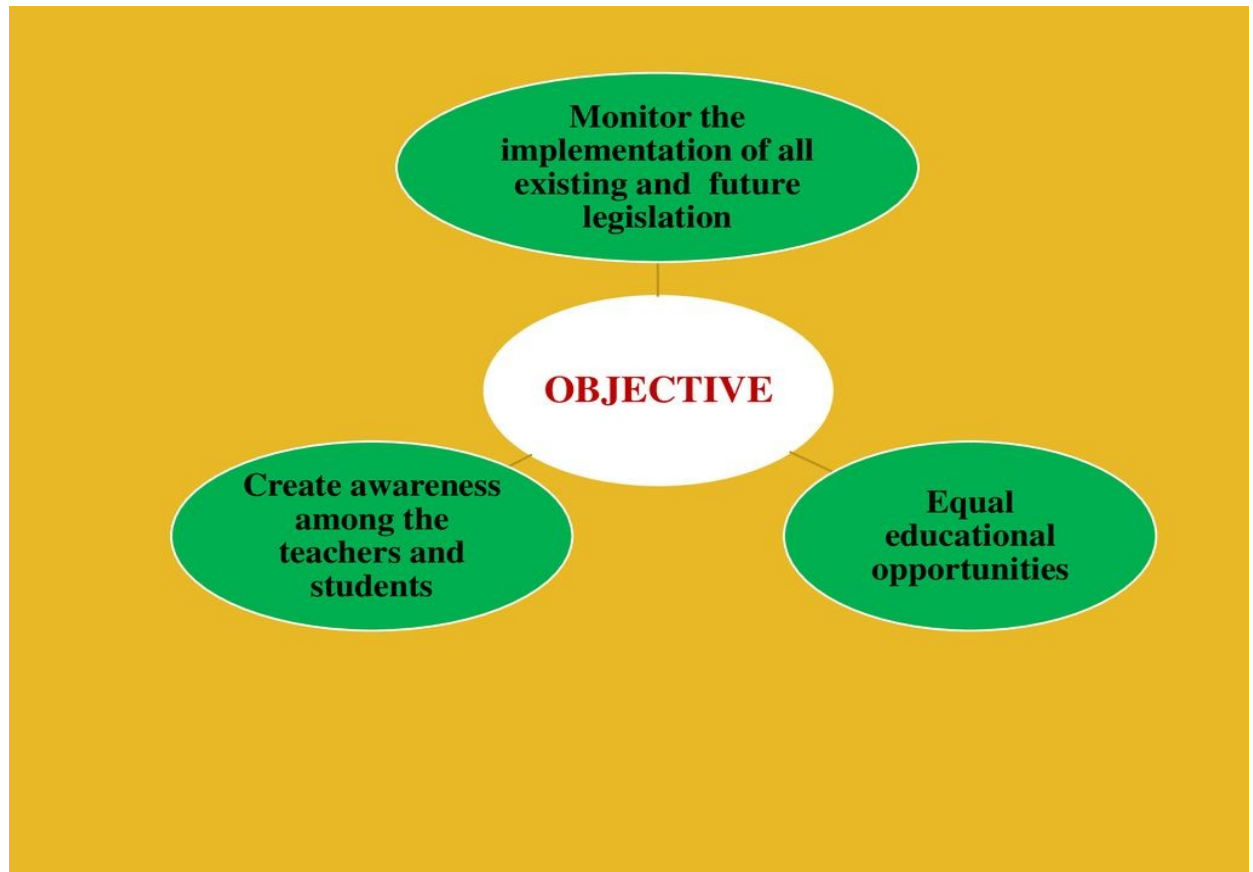 Monitor the
implementation of all
existing and  future
legislation
OBJECTIVE
Create awareness
among the
teachers and
students
Equal
educational
opportunities